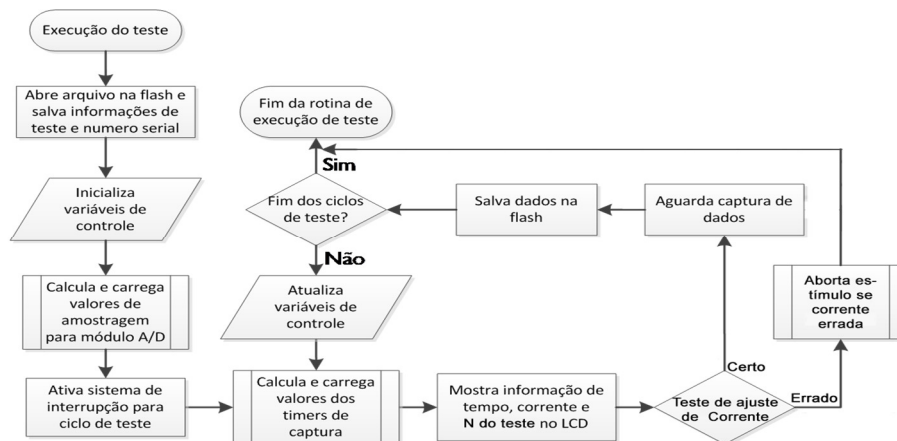 Execução do teste
Abre arquivo na flash e
salva informações de
teste e numero serial
Inicializa
variáveis de
controle
Calcula e carrega
valores de
amostragem
para módulo A/D
Ativa sistema de
interrupção para
ciclo de teste
Fim da rotina de
execução de teste
Sim
Fim dos ciclos
de teste?
Não
Atualiza
variáveis de
controle
Calcula e carrega
valores dos
timers de
captura
Salva dados na
flash
Aguarda captura de
dados
Mostra informação de
tempo, corrente e
N do teste no LCD
Certo
Teste de ajuste
de Corrente
Errado
Aborta es-
tímulo se
corrente
errada